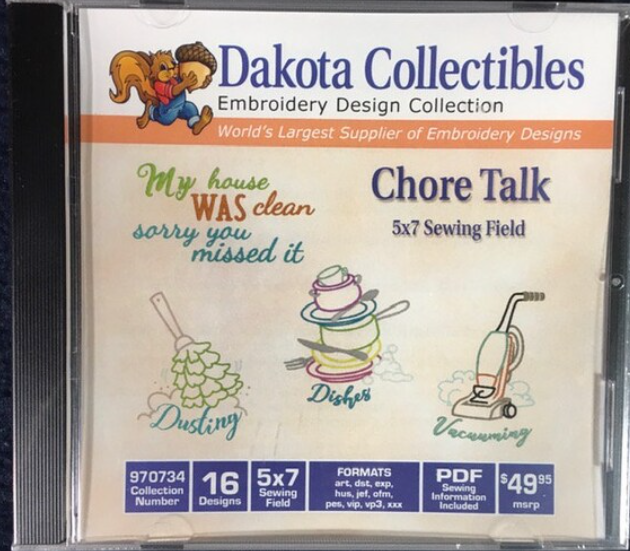 Dakota Collectibles
Embroidery Design Collection
World's Largest Supplier of Embroidery Designs
My house
WAS clean
sorry you
missed it
Chore Talk
5x7 Sewing Field
Dusting
Dishes
Vacuuming
970734
Collection
Number
16
Designs
5x7
Sewing
Field
FORMATS
art, dst, exp,
hus, jef, ofm,
pes, vip, vp3, xxx
PDF
Sewing
Information
Included
$49.95
msrp